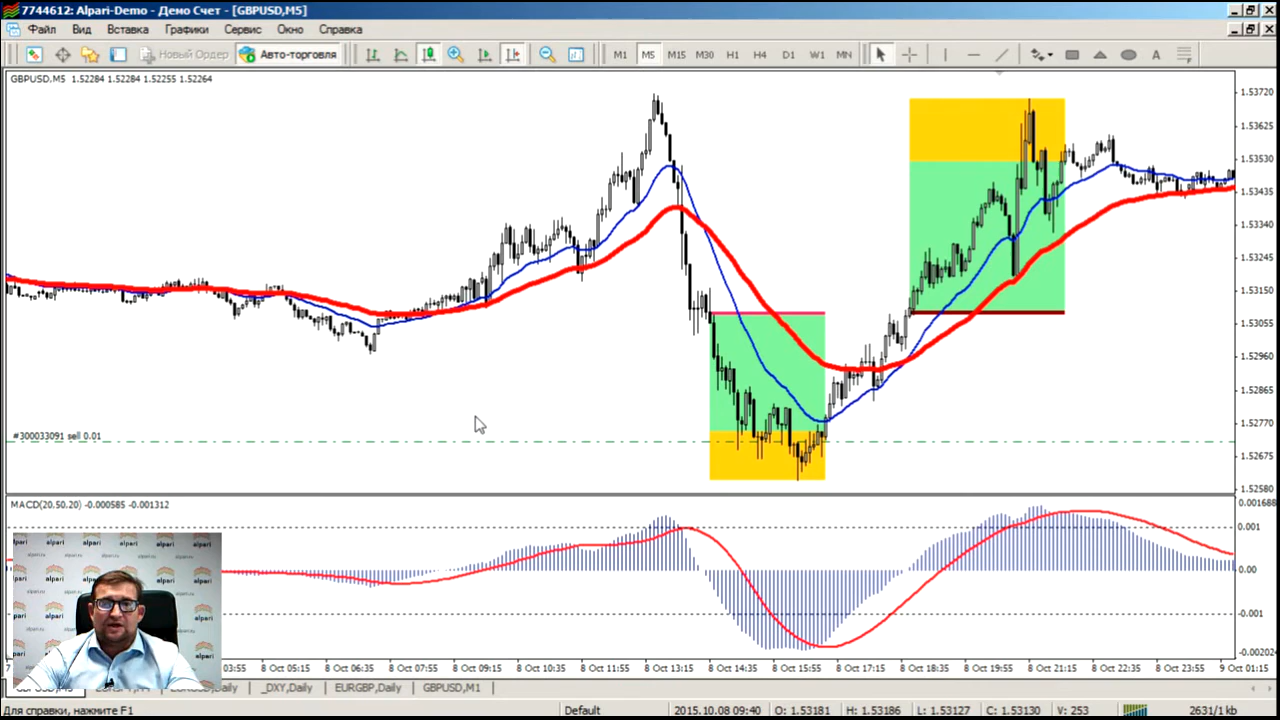 7744612: Alpari-Demo - Демо Счет - [GBPUSD,M5]
Файл Вид Вставка Графики Сервис Окно Справка
Новый Ордер Авто-торговля M1 M5 M15 M30 H1 H4 D1 W1 MN A
GBPUSD,M5 1.52284 1.52284 1.52255 1.52264
1.53720
1.53625
1.53530
1.53435
1.53340
1.53245
1.53150
1.53055
1.52960
1.52865
1.52770
1.52675
1.52580
#300033091 sell 0.01
MACD(20,50,20) -0.000585 -0.001312
0.001688
0.001
0.00
-0.001
-0.002024
alpari
alpari.ru
03:55 8 Oct 05:15 8 Oct 06:35 8 Oct 07:55 8 Oct 09:15 8 Oct 10:35 8 Oct 11:55 8 Oct 13:15 8 Oct 14:35 8 Oct 15:55 8 Oct 17:15 8 Oct 18:35 8 Oct 19:55 8 Oct 21:15 8 Oct 22:35 8 Oct 23:55 9 Oct 01:15
_DXY,Daily EURGBP,Daily GBPUSD,M1
Для справки, нажмите F1 Default 2015.10.08 09:40 O: 1.53181 H: 1.53186 L: 1.53127 C: 1.53130 V: 253 2631/1 kb